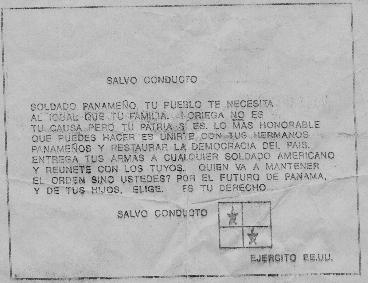 SALVO CONDUCTO
SOLDADO PANAMEÑO, TU PUEBLO TE NECESITA
AL IGUAL QUE TU FAMILIA. NORIEGA NO ES
TU CAUSA PERO TU PATRIA SI ES. LO MAS HONORABLE
QUE PUEDES HACER ES UNIRTE CON TUS HERMANOS
PANAMEÑOS Y RESTAURAR LA DEMOCRACIA DEL PAIS.
ENTREGA TUS ARMAS A CUALQUIER SOLDADO AMERICANO
Y REUNETE CON LOS TUYOS. QUIEN VA A MANTENER
EL ORDEN SINO USTEDES? POR EL FUTURO DE PANAMA,
Y DE TUS HIJOS, ELIGE. ES TU DERECHO
SALVO CONDUCTO
EJERCITO EE.UU.